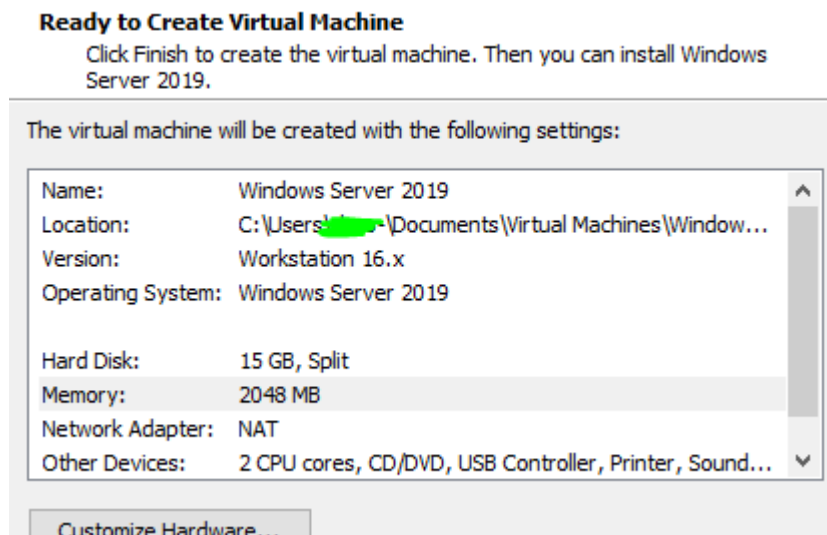 Ready to Create Virtual Machine
Click Finish to create the virtual machine. Then you can install Windows
Server 2019.
The virtual machine will be created with the following settings:
Name: Windows Server 2019
Location: C:\Users\ \Documents\Virtual Machines\Window...
Version: Workstation 16.x
Operating System: Windows Server 2019
Hard Disk: 15 GB, Split
Memory: 2048 MB
Network Adapter: NAT
Other Devices: 2 CPU cores, CD/DVD, USB Controller, Printer, Sound...
Customize Hardware...